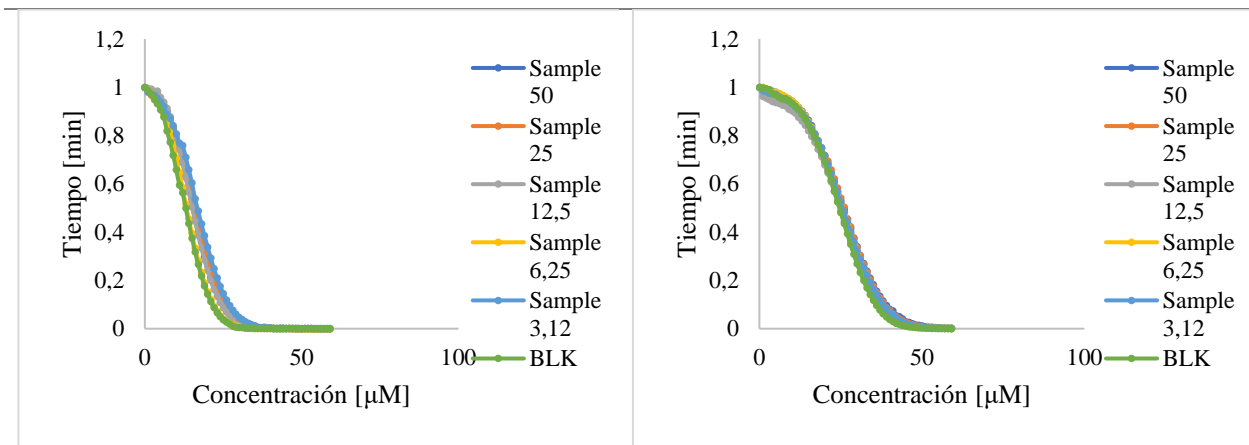 1,2
1
0,8
0,6
0,4
0,2
0
0
50
100
Tiempo [min]
Concentración [µM]
Sample
50
Sample
25
Sample
12,5
Sample
6,25
Sample
3,12
BLK
1,2
1
0,8
0,6
0,4
0,2
0
0
50
100
Tiempo [min]
Concentración [µM]
Sample
50
Sample
25
Sample
12,5
Sample
6,25
Sample
3,12
BLK